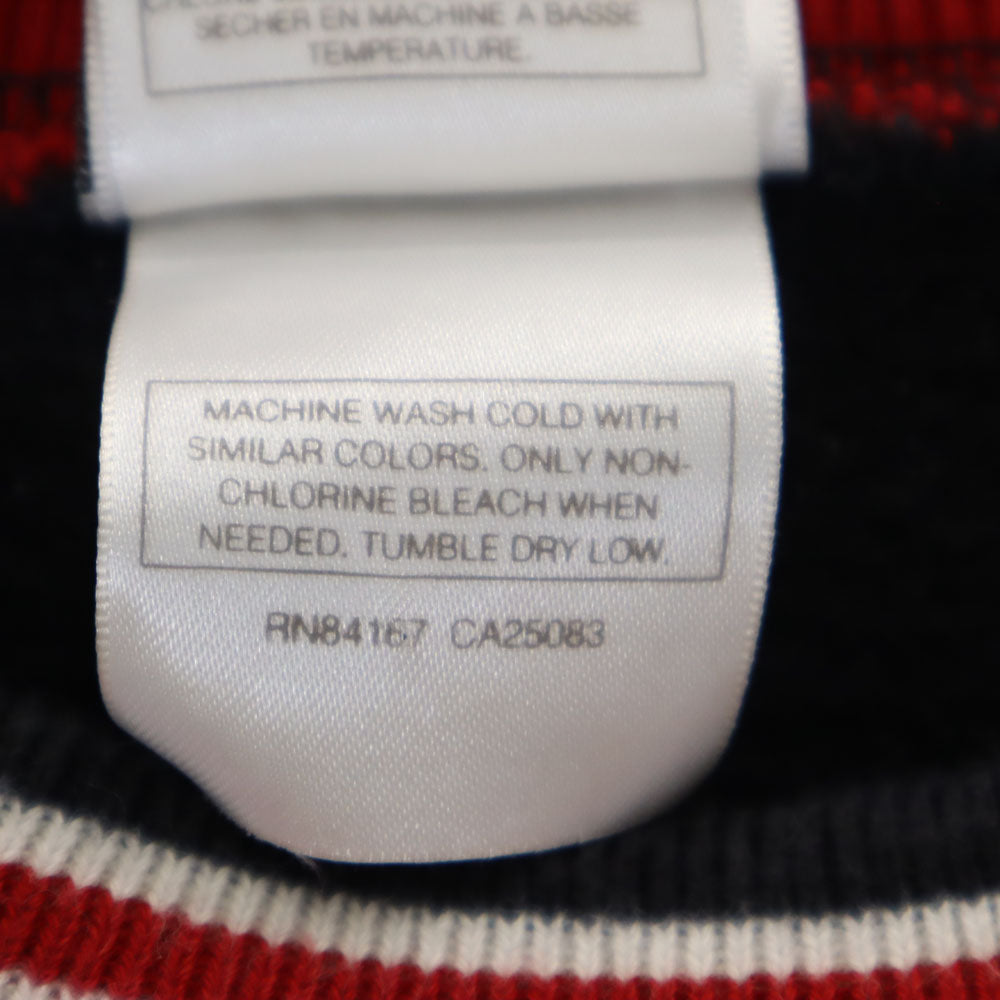 SECHER EN MACHINE A BASSE
TEMPERATURE.
MACHINE WASH COLD WITH
SIMILAR COLORS. ONLY NON-
CHLORINE BLEACH WHEN
NEEDED. TUMBLE DRY LOW.
RN84167 CA25083